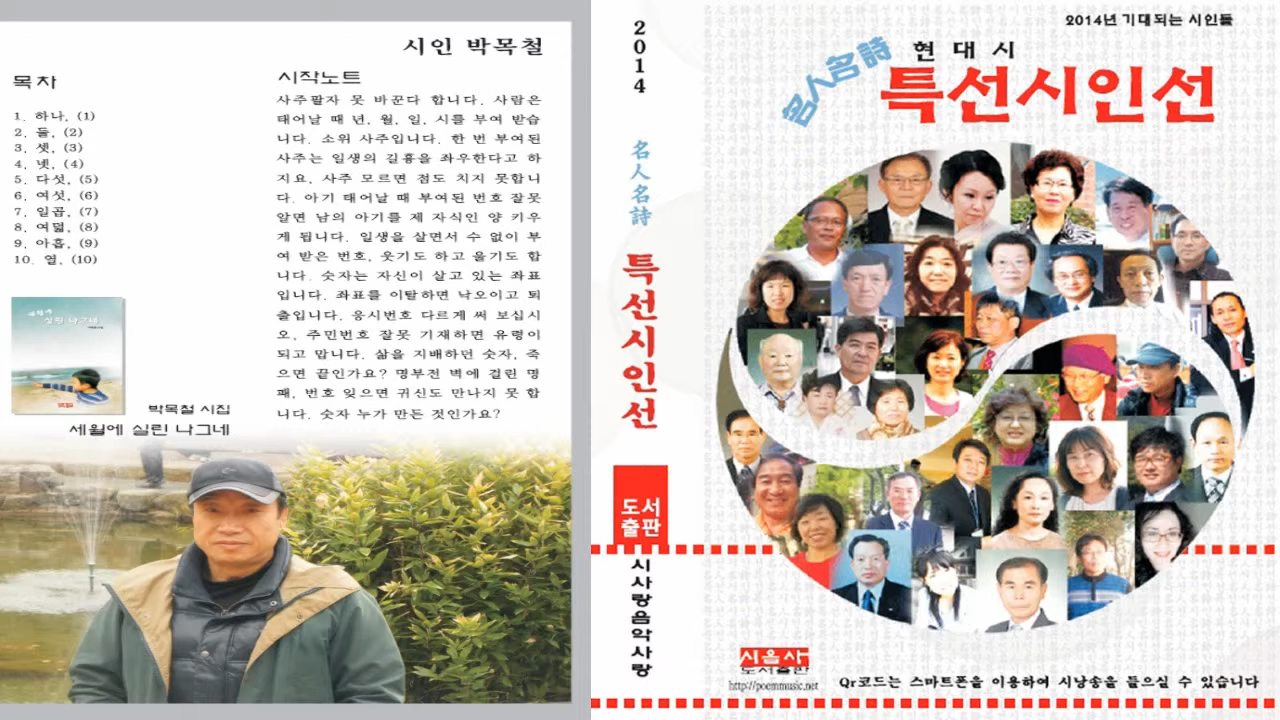 시인 박목철
목차
1. 하나, (1)
2. 둘, (2)
3. 셋, (3)
4. 넷, (4)
5. 다섯, (5)
6. 여섯, (6)
7. 일곱, (7)
8. 여덟, (8)
9. 아홉, (9)
10. 열, (10)
시작노트
사주팔자 못 바꾼다 합니다. 사람은
태어날 때 년, 월, 일, 시를 부여 받습
니다. 소위 사주입니다. 한 번 부여된
사주는 일생의 길흉을 좌우한다고 하
지요, 사주 모르면 점도 치지 못합니
다. 아기 태어날 때 부여된 번호 잘못
알면 남의 아기를 제 자식인 양 키우
게 됩니다. 일생을 살면서 수 없이 부
여 받은 번호, 웃기도 하고 울기도 합
니다. 숫자는 자신이 살고 있는 좌표
입니다. 좌표를 이탈하면 낙오이고 퇴
출입니다. 응시번호 다르게 써 보십시
오, 주민번호 잘못 기재하면 유령이
되고 맙니다. 삶을 지배하던 숫자, 죽
으면 끝인가요? 명부전 벽에 걸린 명
패, 번호 잊으면 귀신도 만나지 못 합
니다. 숫자 누가 만든 것인가요?
나그네
박목철 시집
세월에 실린 나그네
2014
名人名詩
특선시인선
도서
출판
시사랑음악사랑
2014년 기대되는 시인들
名人名詩
현대시
특선시인선
시음사
도서출판
http://poemmusic.net
Qr코드는 스마트폰을 이용하여 시낭송을 들으실 수 있습니다